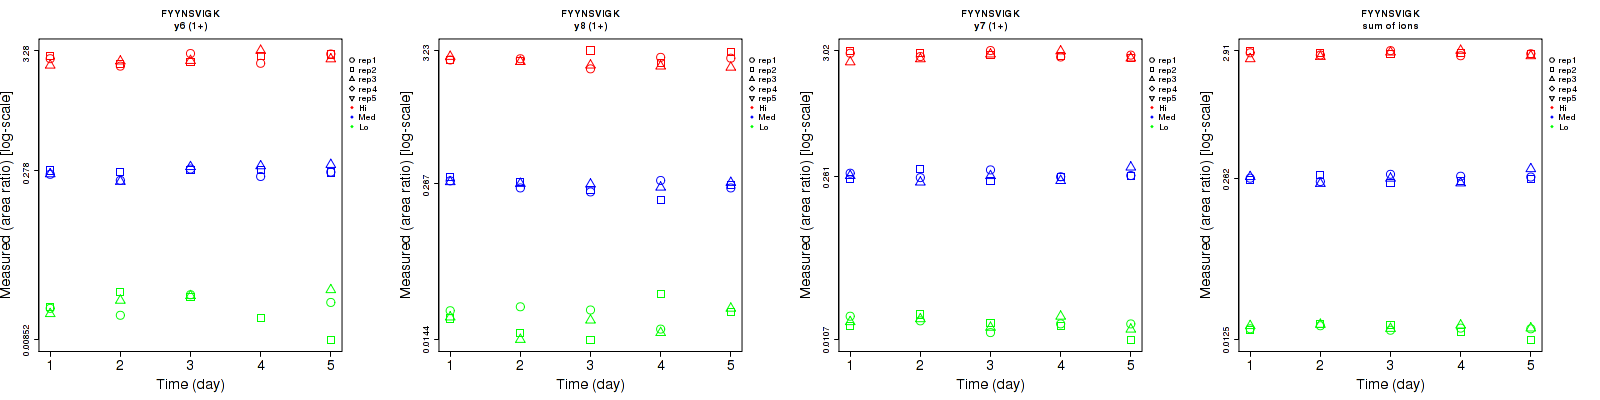 FYYNSVIGK
y6 (1+)
Measured (area ratio) [log-scale]
3.28
0.278
0.00852
1 2 3 4 5
Time (day)
rep1
rep2
rep3
rep4
rep5
Hi
Med
Lo
FYYNSVIGK
y8 (1+)
Measured (area ratio) [log-scale]
3.23
0.267
0.0144
1 2 3 4 5
Time (day)
rep1
rep2
rep3
rep4
rep5
Hi
Med
Lo
FYYNSVIGK
y7 (1+)
Measured (area ratio) [log-scale]
3.02
0.261
0.0107
1 2 3 4 5
Time (day)
rep1
rep2
rep3
rep4
rep5
Hi
Med
Lo
FYYNSVIGK
sum of ions
Measured (area ratio) [log-scale]
2.91
0.262
0.0125
1 2 3 4 5
Time (day)
rep1
rep2
rep3
rep4
rep5
Hi
Med
Lo